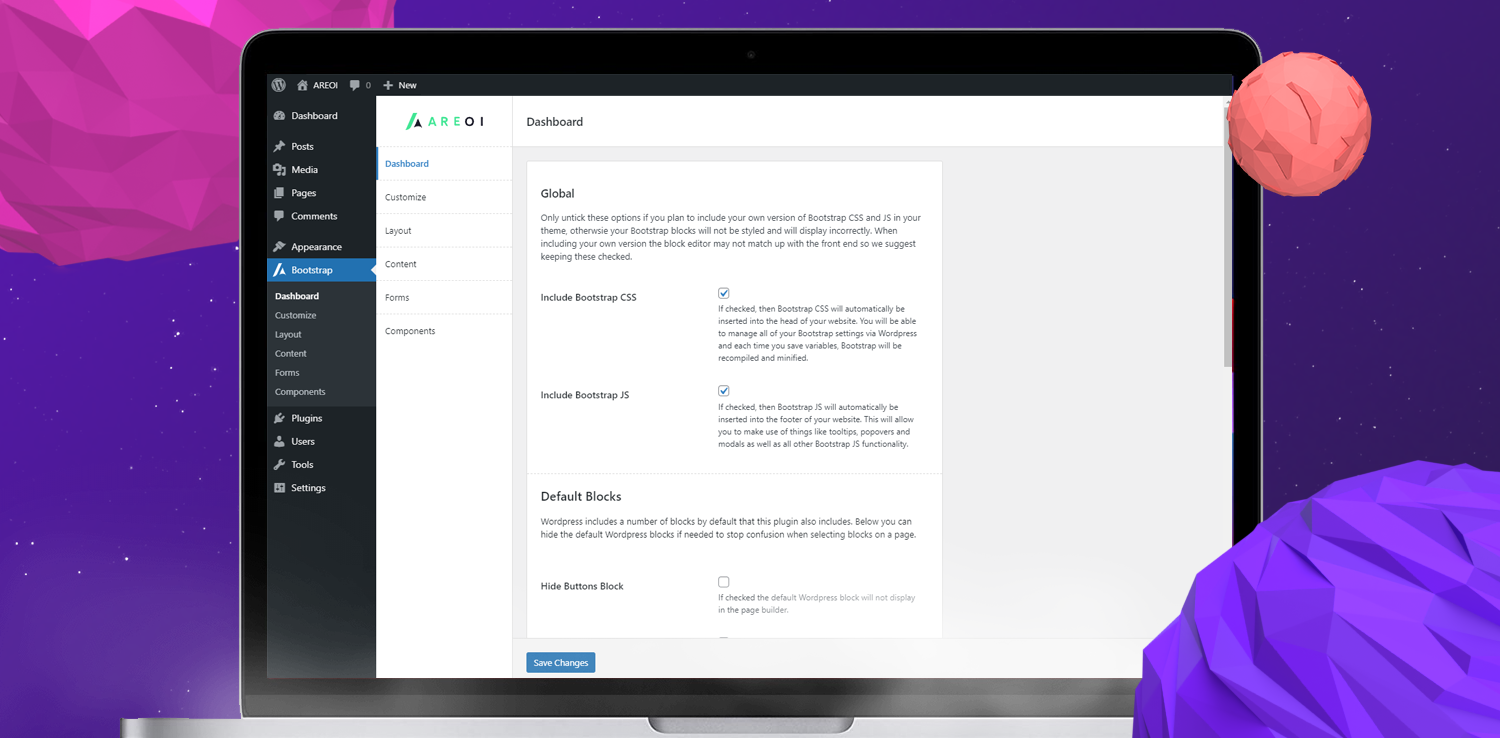 AREOI 0 New
Dashboard
Posts
Media
Pages
Comments
Appearance
Bootstrap
Dashboard
Customize
Layout
Content
Forms
Components
Plugins
Users
Tools
Settings
AREOI
Dashboard
Customize
Layout
Content
Forms
Components
Dashboard
Global
Only untick these options if you plan to include your own version of Bootstrap CSS and JS in your
theme, otherwsie your Bootstrap blocks will not be styled and will display incorrectly. When
including your own version the block editor may not match up with the front end so we suggest
keeping these checked.
Include Bootstrap CSS
If checked, then Bootstrap CSS will automatically be
inserted into the head of your website. You will be able
to manage all of your Bootstrap settings via Wordpress
and each time you save variables, Bootstrap will be
recompiled and minified.
Include Bootstrap JS
If checked, then Bootstrap JS will automatically be
inserted into the footer of your website. This will allow
you to make use of things like tooltips, popovers and
modals as well as all other Bootstrap JS functionality.
Default Blocks
Wordpress includes a number of blocks by default that this plugin also includes. Below you can
hide the default Wordpress blocks if needed to stop confusion when selecting blocks on a page.
Hide Buttons Block
If checked the default Wordpress block will not display
in the page builder.
Save Changes